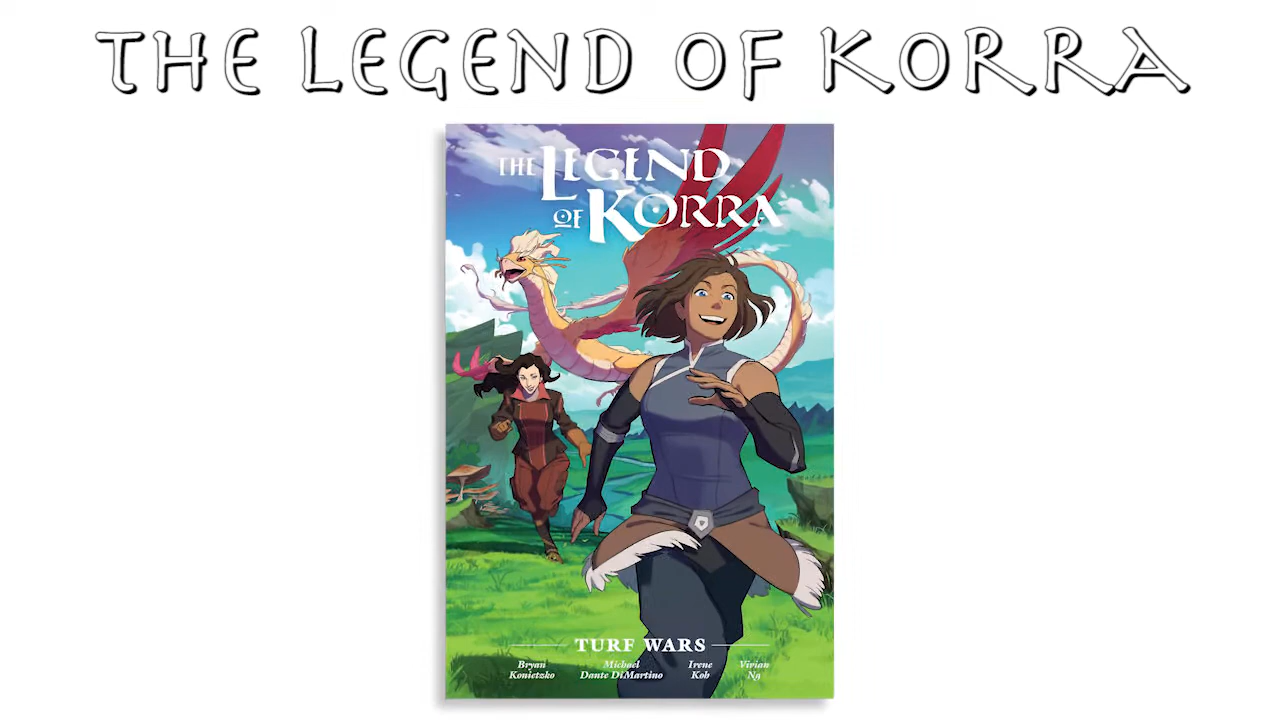 THE LEGEND OF KORRA
THE LEGEND
OF KORRA
TURF WARS
Bryan Konietzko
Michael Dante DiMartino
Irene Koh
Vivian Ng